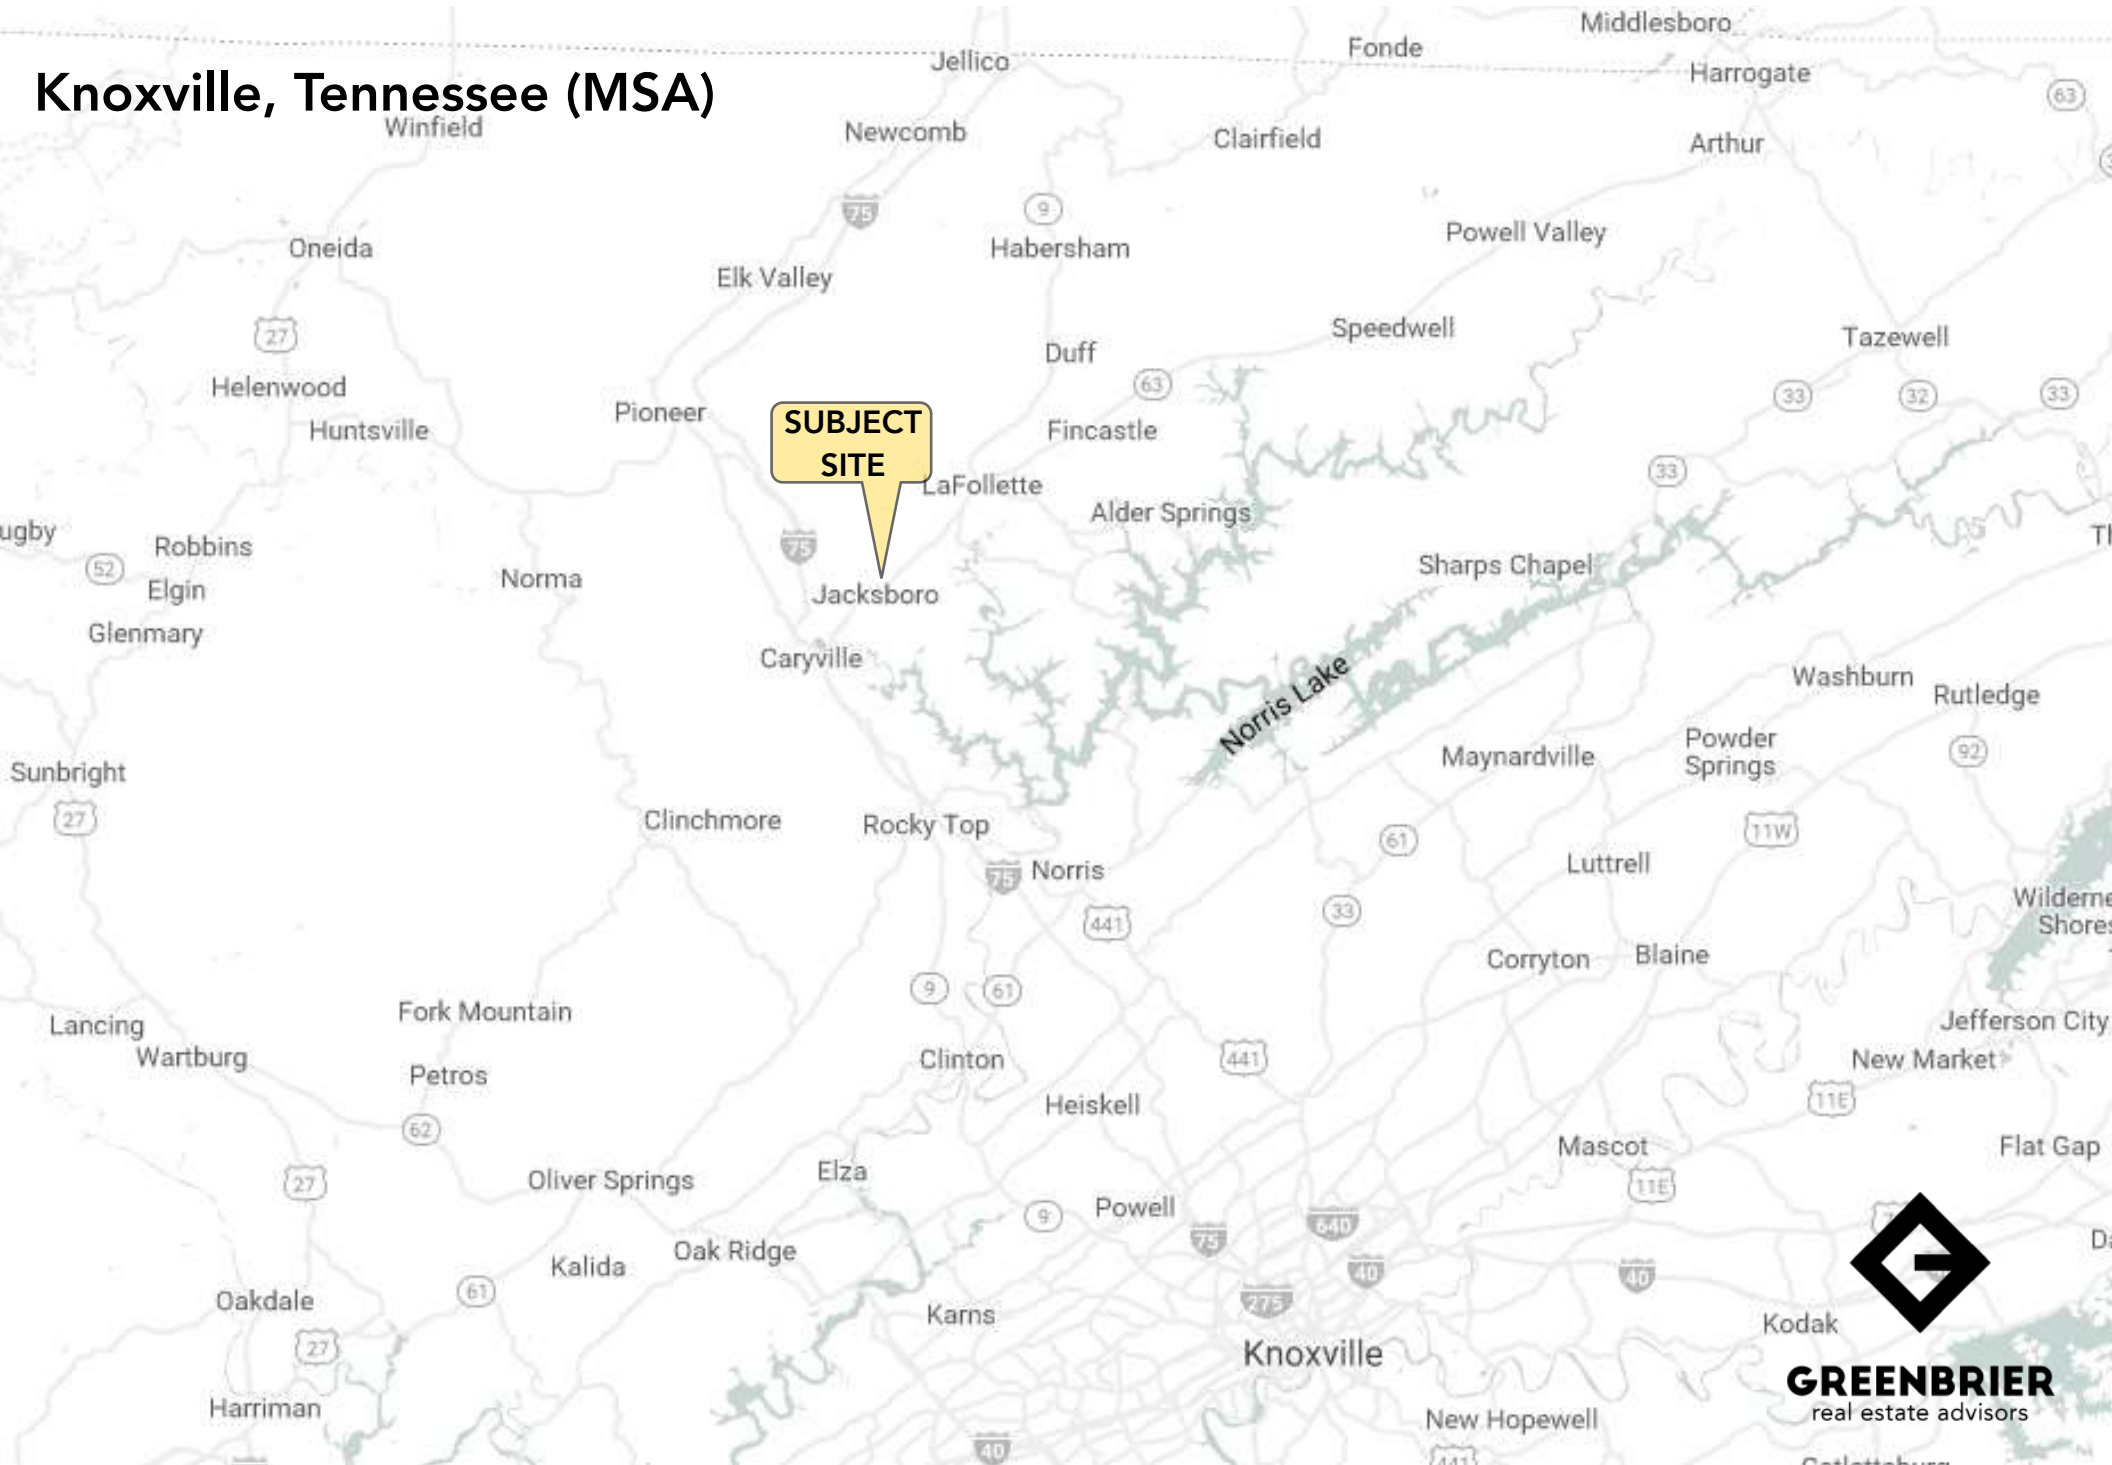 Middlesboro
Fonde
Jellico
Harrogate
Knoxville, Tennessee (MSA)
63
Winfield
Newcomb
Clairfield
Arthur
75
9
Powell Valley
Oneida
Habersham
Elk Valley
27
Speedwell
Tazewell
Duff
63
Helenwood
33
32
33
Pioneer
SUBJECT
SITE
Huntsville
Fincastle
33
LaFollette
Alder Springs
ugby
Robbins
75
52
Norma
Sharps Chapel
Elgin
Jacksboro
Glenmary
Caryville
Norris Lake
Washburn
Rutledge
Maynardville
Powder
Springs
92
Sunbright
27
Clinchmore
Rocky Top
11W
61
Luttrell
75
Norris
33
441
Wilderne
Shores
Corryton
Blaine
9
61
Fork Mountain
Lancing
Jefferson City
Wartburg
Clinton
441
New Market
Petros
11E
Heiskell
62
Mascot
Flat Gap
Elza
Oliver Springs
27
11E
Powell
9
640
75
Oak Ridge
Kalida
40
40
61
275
Oakdale
Karns
Kodak
27
Knoxville
GREENBRIER
real estate advisors
Harriman
New Hopewell
40
441